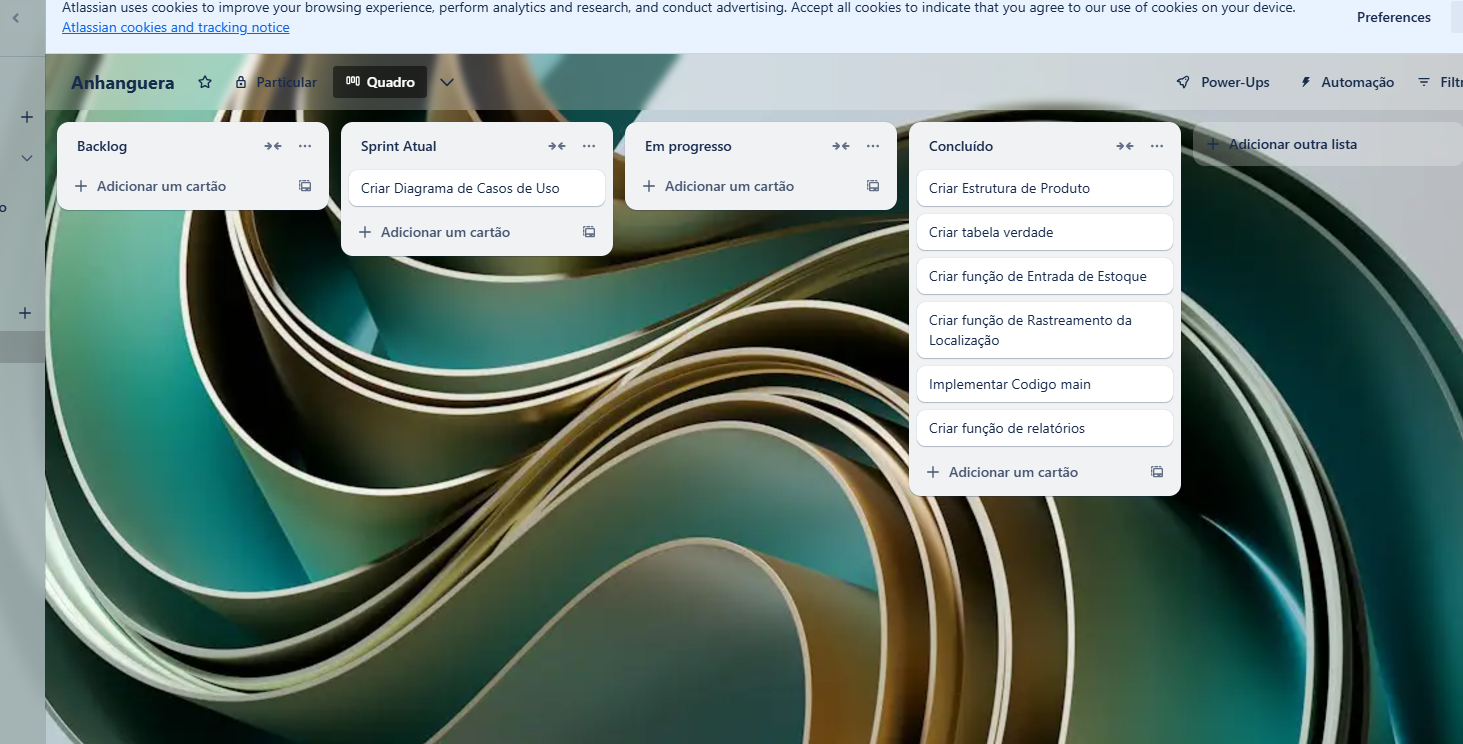 Atlassian uses cookies to improve your browsing experience, perform analytics and research, and conduct advertising. Accept all cookies to indicate that you agree to our use of cookies on your device.
Atlassian cookies and tracking notice
Preferences
Anhanguera
Particular
Quadro
Power-Ups
Automação
Filtr
Backlog
Adicionar um cartão
Sprint Atual
Criar Diagrama de Casos de Uso
Adicionar um cartão
Em progresso
Adicionar um cartão
Concluído
Criar Estrutura de Produto
Criar tabela verdade
Criar função de Entrada de Estoque
Criar função de Rastreamento da
Localização
Implementar Codigo main
Criar função de relatórios
Adicionar um cartão
Adicionar outra lista
o